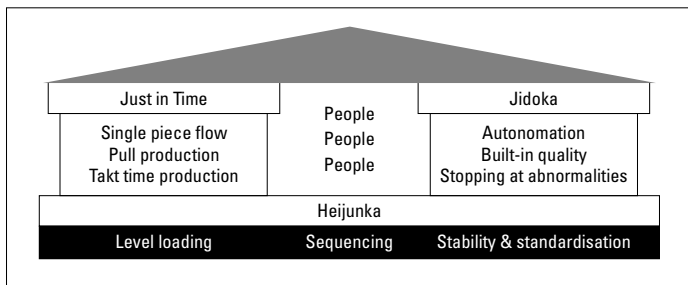 Just in Time
Single piece flow
Pull production
Takt time production
People
People
People
Jidoka
Autonomation
Built-in quality
Stopping at abnormalities
Heijunka
Level loading
Sequencing
Stability & standardisation